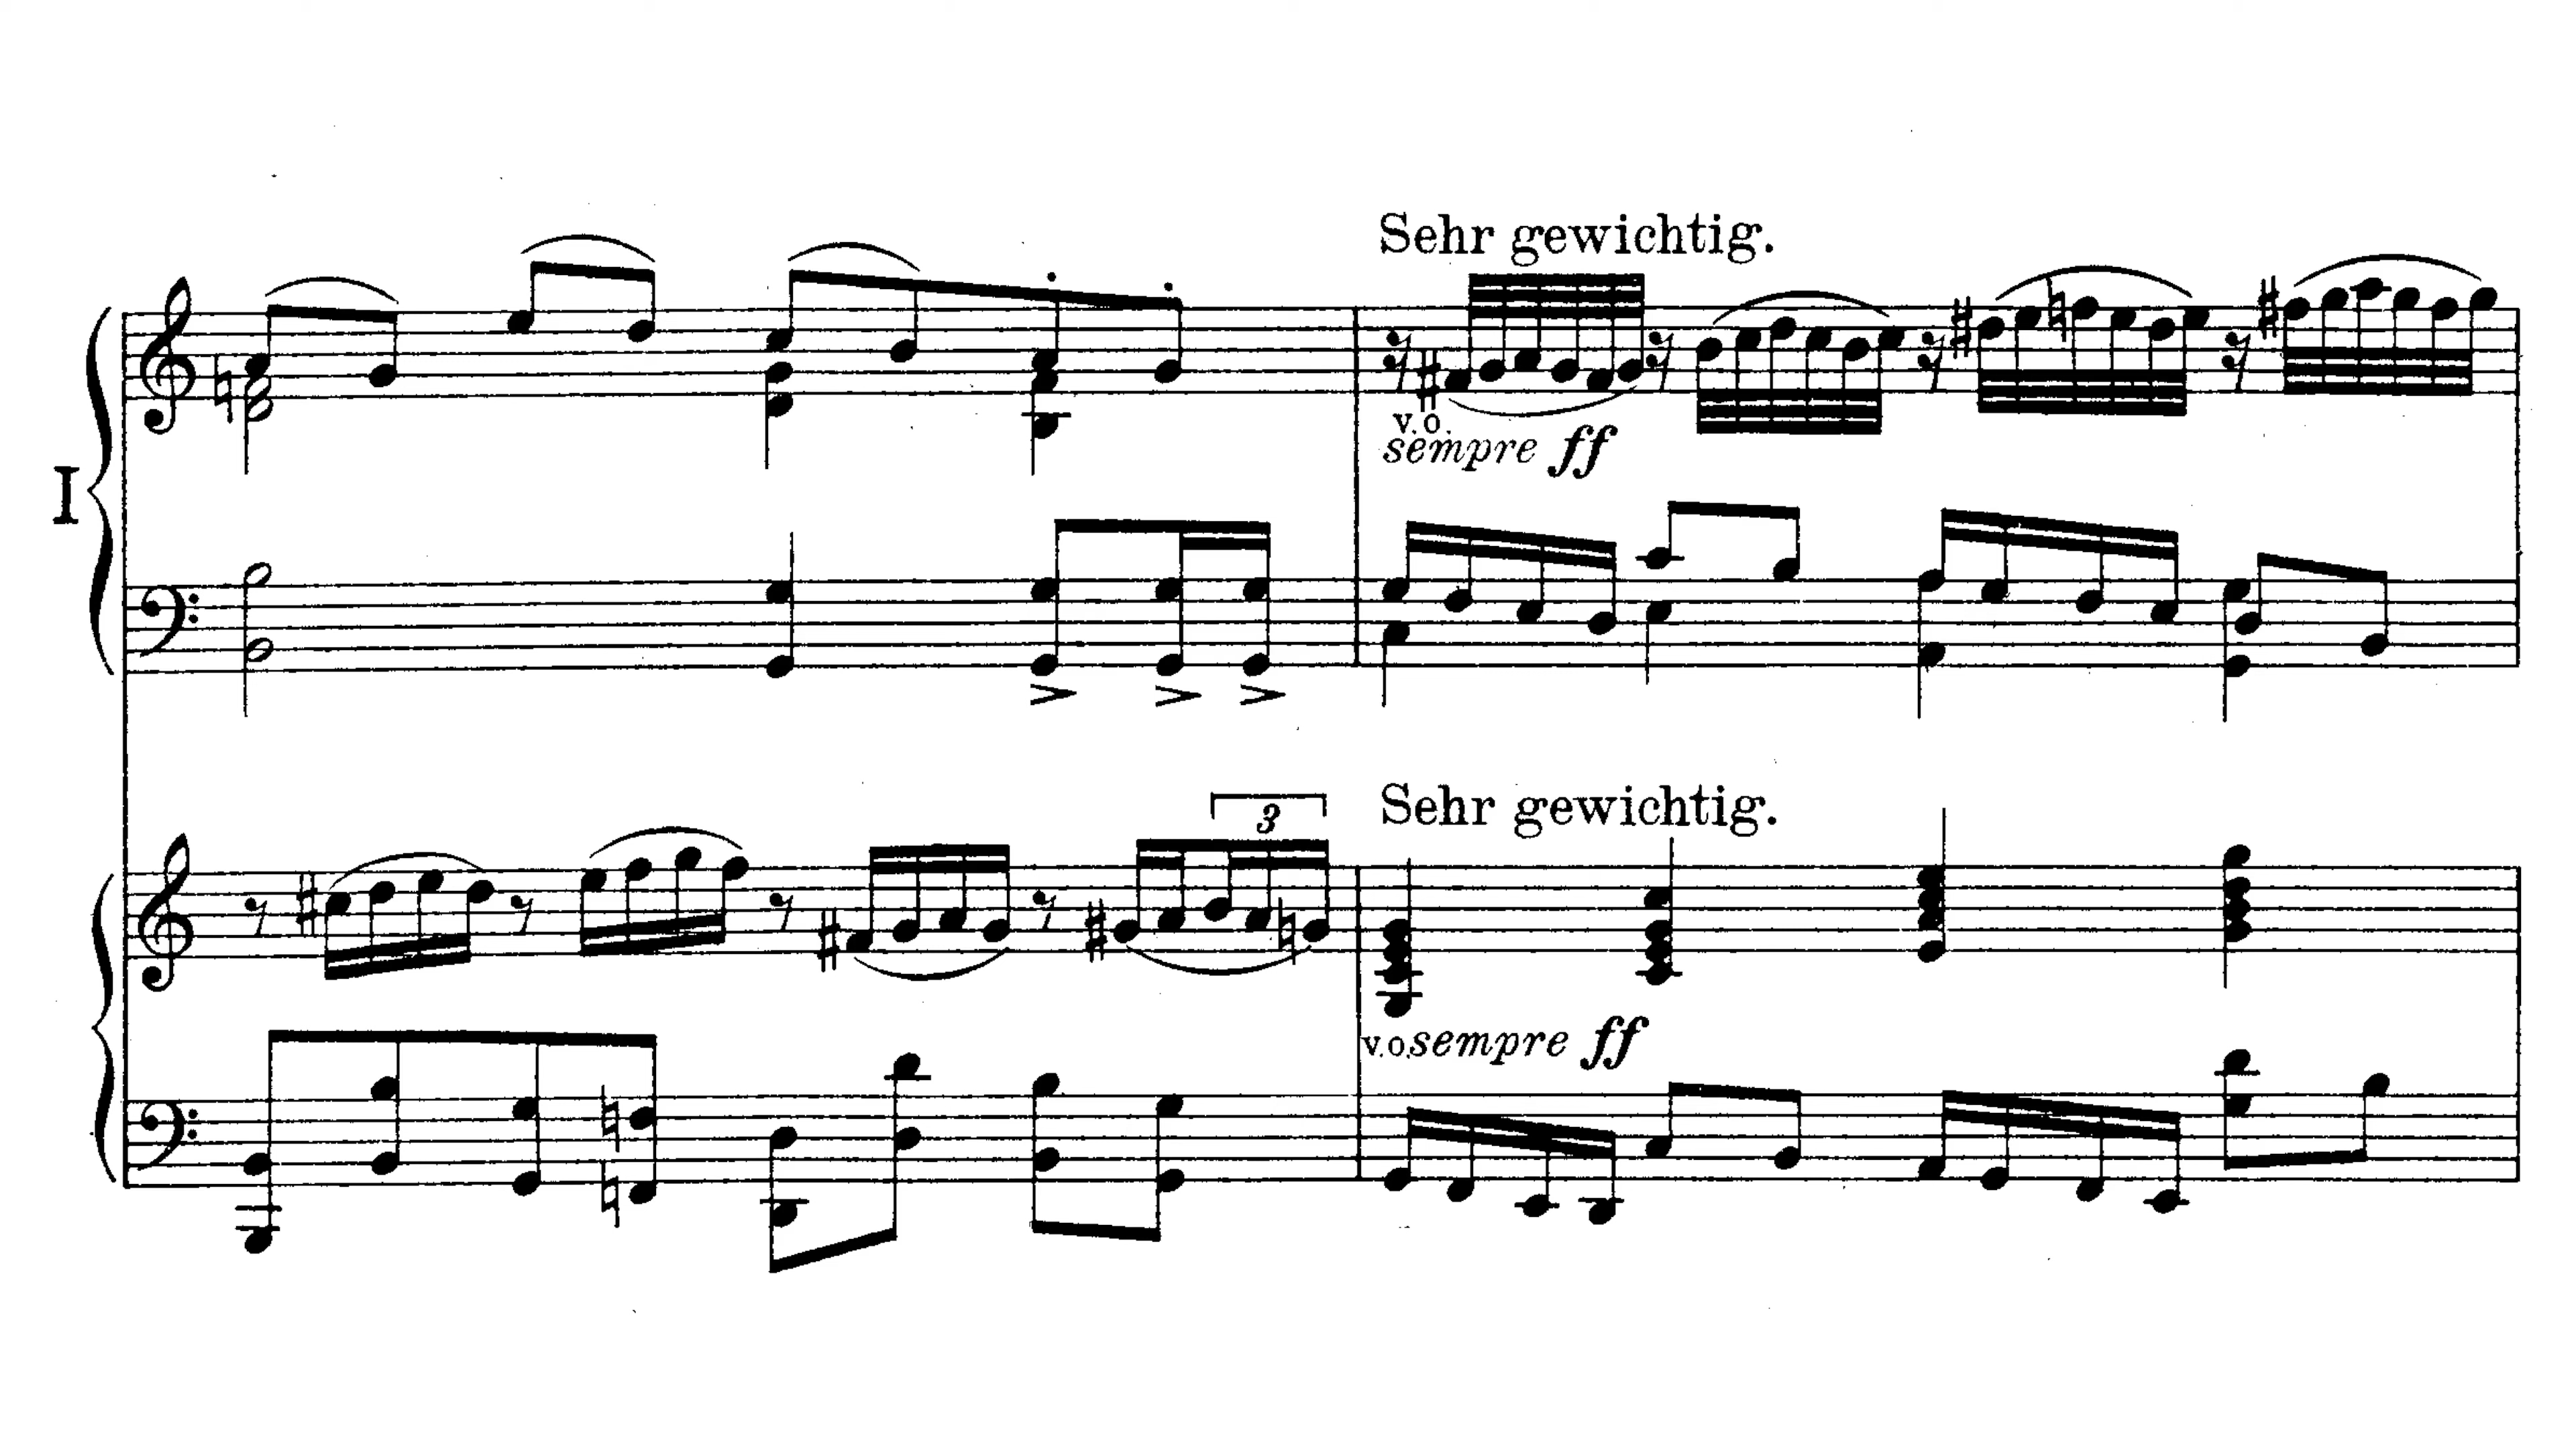 Sehr gewichtig.
I
v.o.
sempre ff
3
Sehr gewichtig.
v.o. sempre ff